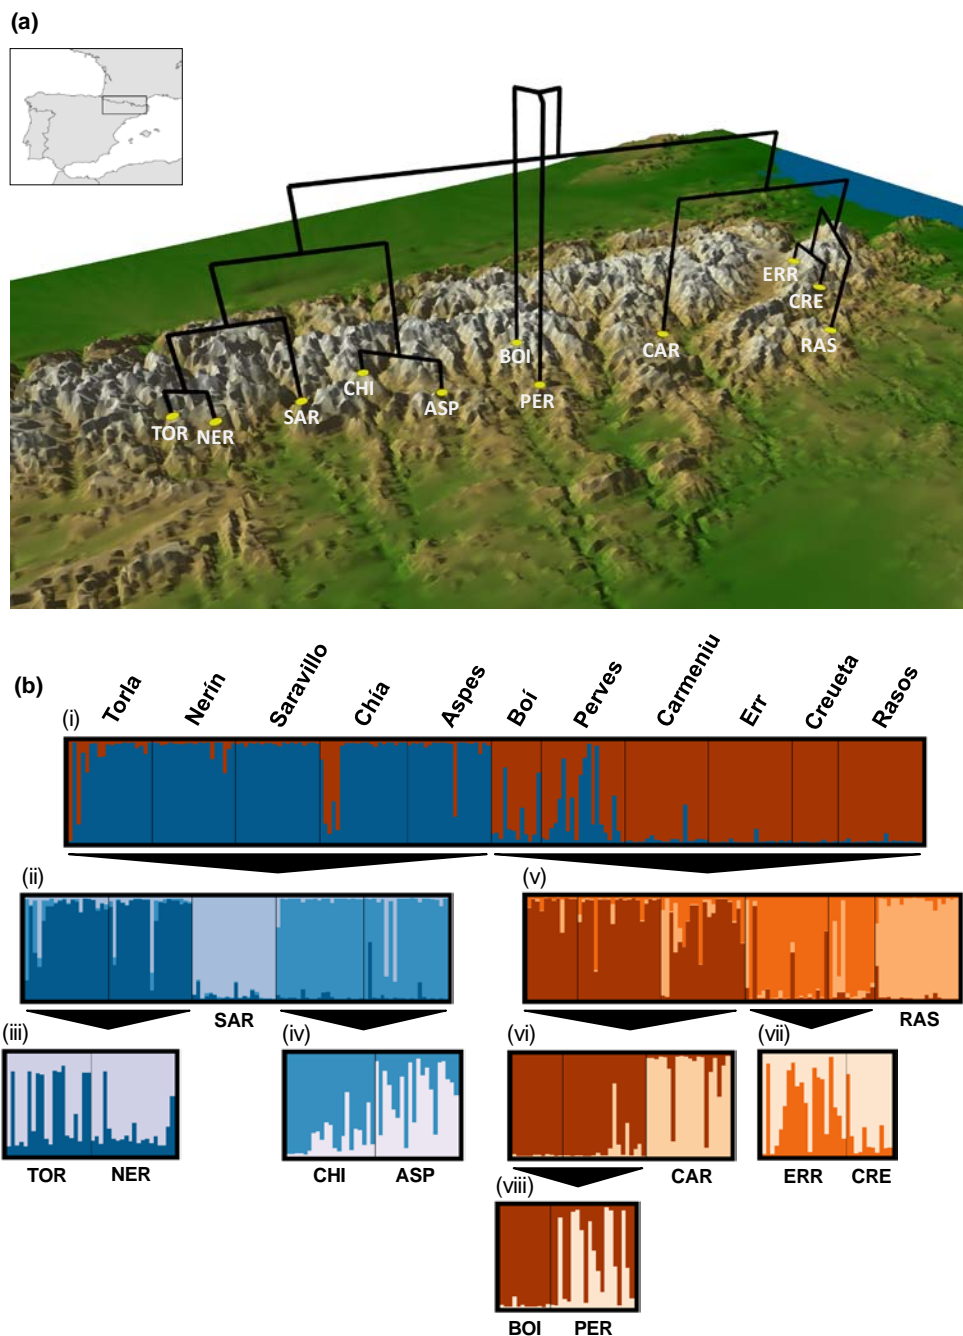 (a)
ERR
CRE
RAS
CAR
BOI
PER
CHI
ASP
SAR
TOR
NER
(b)
Torla
Nerín
Saravillo
Chía
Aspes
Boí
Perves
Carmeniu
Err
Creueta
Rasos
(i)
(ii)
(v)
SAR
RAS
(iii)
(iv)
(vi)
(vii)
TOR NER
CHI ASP
CAR
ERR CRE
(viii)
BOI PER